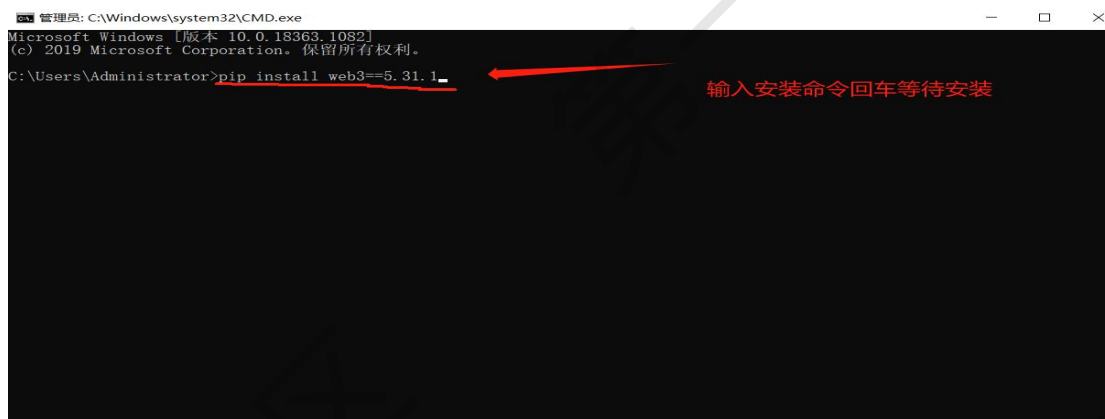 管理员: C:\Windows\system32\CMD.exe
Microsoft Windows [版本 10.0.18363.1082]
(c) 2019 Microsoft Corporation。保留所有权利。
C:\Users\Administrator>pip install web3==5.31.1
输入安装命令回车等待安装